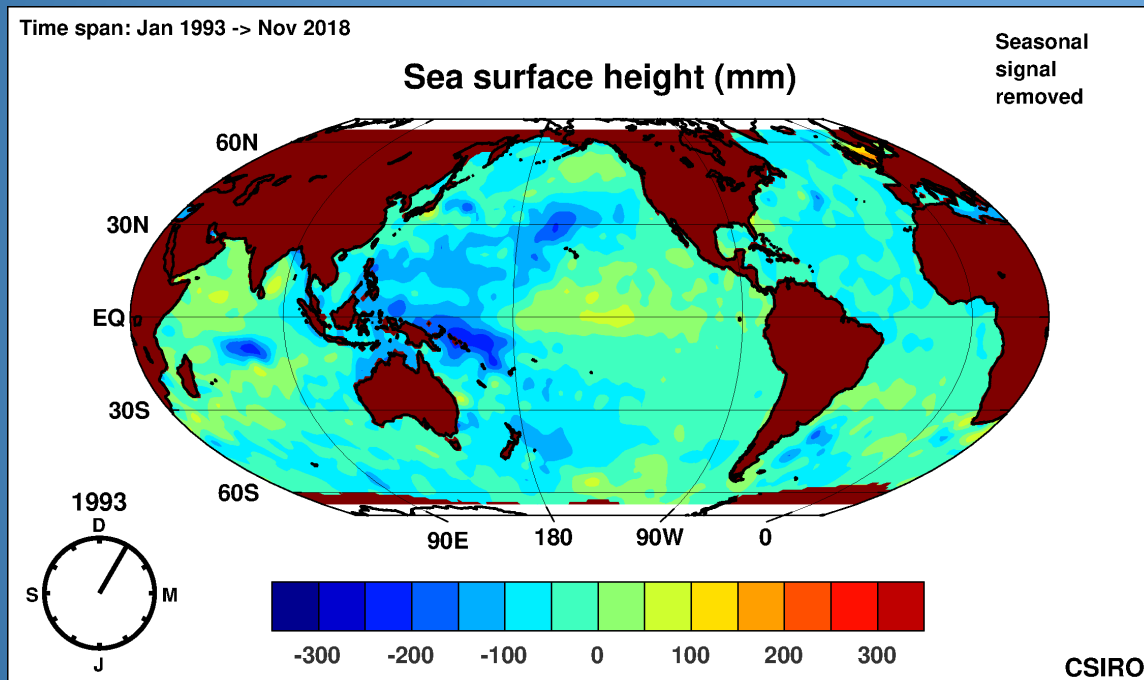 Time span: Jan 1993 -> Nov 2018
Seasonal
signal
removed
Sea surface height (mm)
60N
30N
EQ
30S
60S
90E 180 90W 0
1993
D
S M
J
-300 -200 -100 0 100 200 300
CSIRO